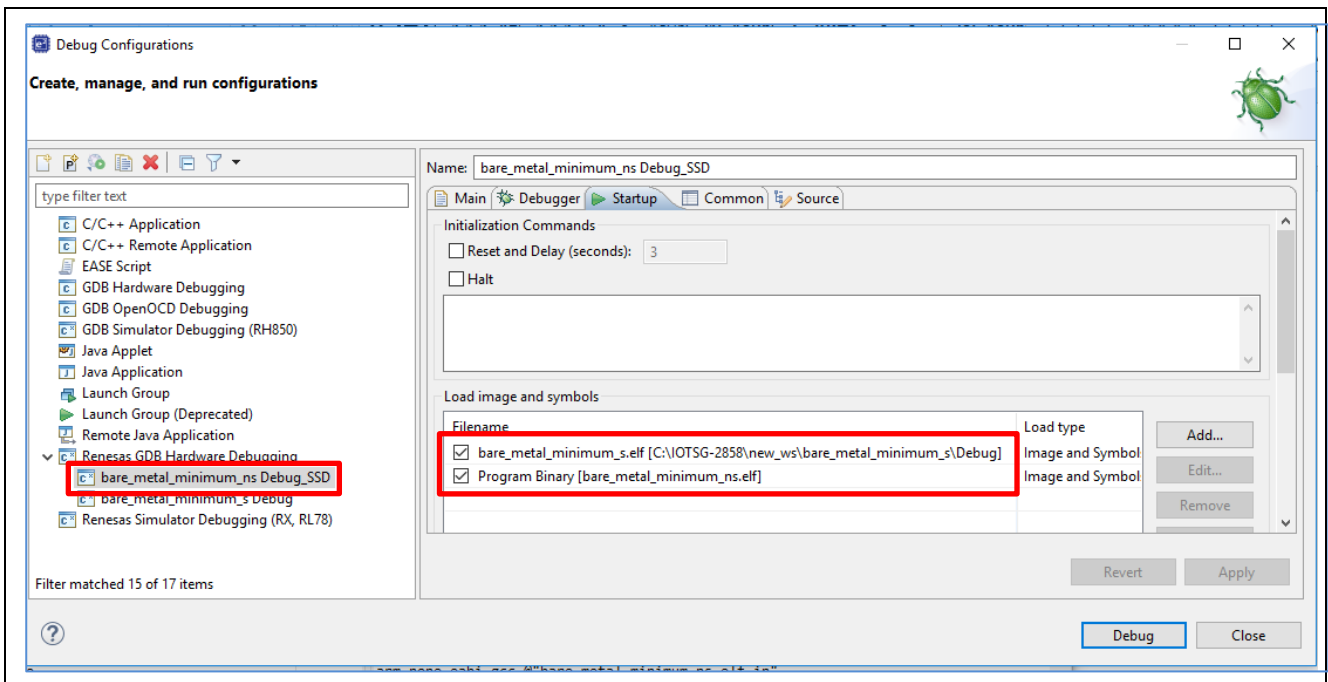 Debug Configurations
Create, manage, and run configurations
type filter text
C/C++ Application
C/C++ Remote Application
EASE Script
GDB Hardware Debugging
GDB OpenOCD Debugging
GDB Simulator Debugging (RH850)
Java Applet
Java Application
Launch Group
Launch Group (Deprecated)
Remote Java Application
Renesas GDB Hardware Debugging
bare_metal_minimum_ns Debug_SSD
bare_metal_minimum_s Debug
Renesas Simulator Debugging (RX, RL78)
Filter matched 15 of 17 items
Name: bare_metal_minimum_ns Debug_SSD
Main Debugger Startup Common Source
Initialization Commands
Reset and Delay (seconds): 3
Halt
Load image and symbols
Filename Load type
bare_metal_minimum_s.elf [C:\IOTSG-2858\new_ws\bare_metal_minimum_s\Debug] Image and Symbol
Program Binary [bare_metal_minimum_ns.elf] Image and Symbol
Add...
Edit...
Remove
Revert Apply
Debug Close